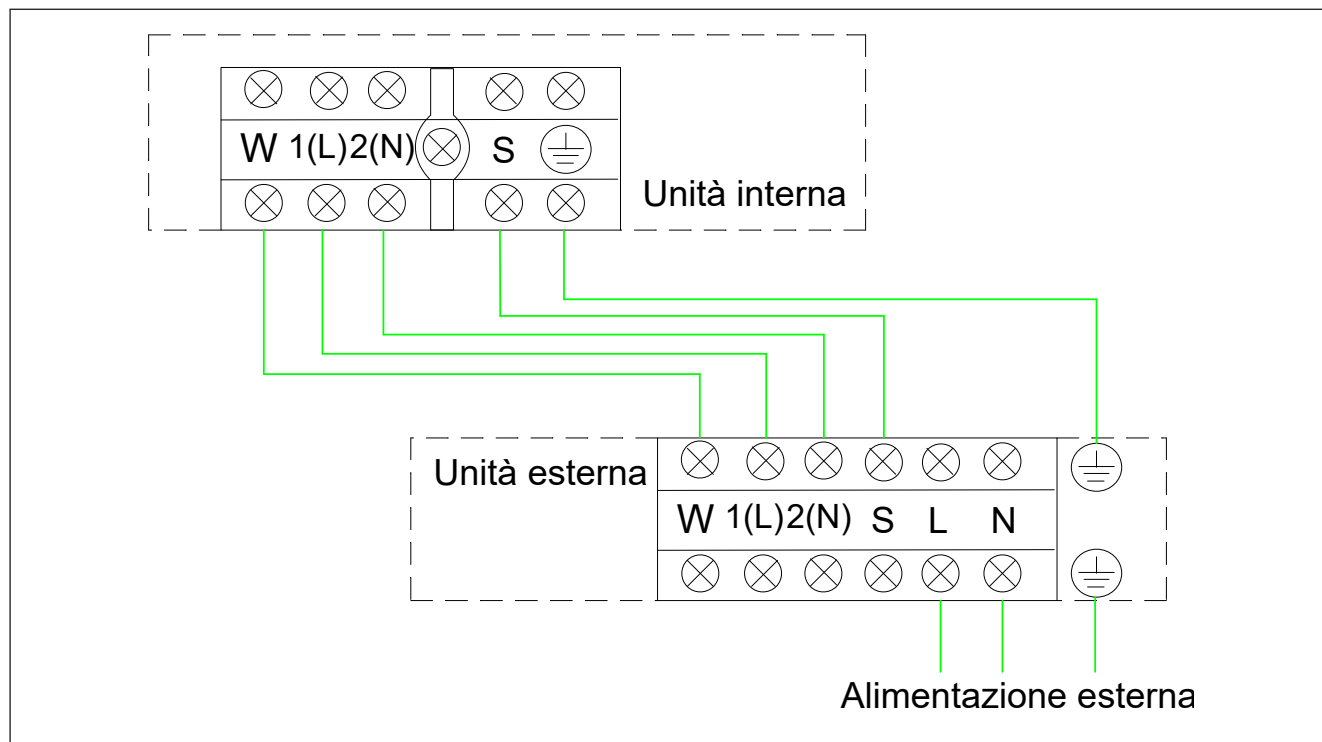 W 1(L) 2(N) S
Unità interna
Unità esterna
W 1(L) 2(N) S L N
Alimentazione esterna